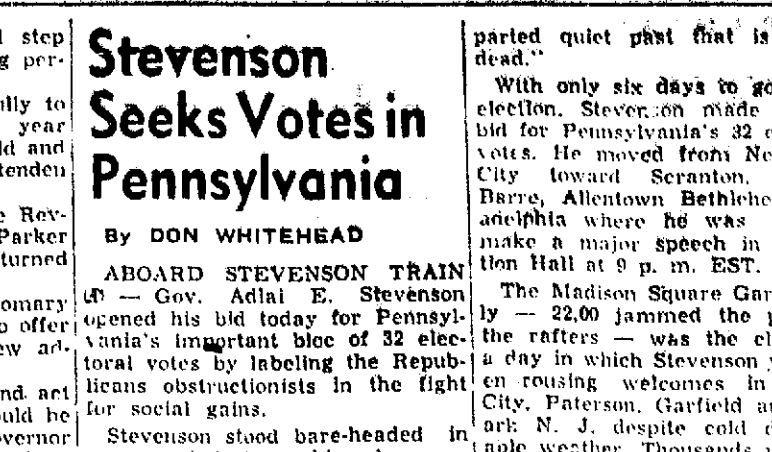 l step
g per-
lly to
year
ld and
tenden
e Rev-
Parker
turned
omary
o offer
ew ad-
nd act
ould be
vernor
Stevenson
Seeks Votes in
Pennsylvania
By DON WHITEHEAD
ABOARD STEVENSON TRAIN
— Gov. Adlai E. Stevenson
opened his bid today for Pennsyl-
vania's important bloc of 32 elec-
toral votes by labeling the Repub-
licans obstructionists in the fight
for social gains.
Stevenson stood bare-headed in
parted quiet past that is
dead."
With only six days to go
election, Stevenson made
bid for Pennsylvania's 32 e
votes. He moved from Ne
City toward Scranton,
Barre, Allentown Bethlehe
adelphia where he was
make a major speech in
tion Hall at 9 p. m. EST.
The Madison Square Gar
ly — 22,00 jammed the p
the rafters — was the cl
a day in which Stevenson
en rousing welcomes in
City, Paterson, Garfield a
ark N. J. despite cold d
able weather. Thousands